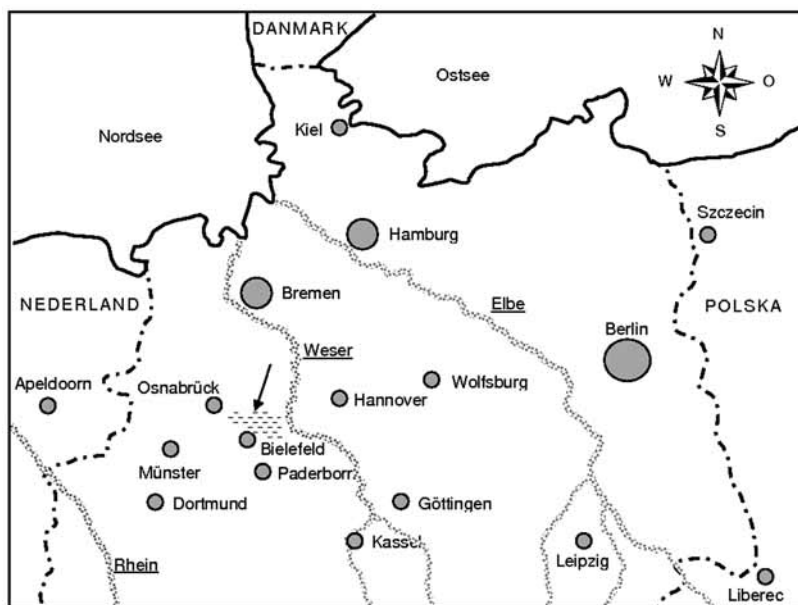 DANMARK
N
Ostsee
W
O
S
Nordsee
Kiel
Szczecin
Hamburg
NEDERLAND
Bremen
Elbe
POLSKA
Berlin
Weser
Apeldoorn
Osnabrück
Wolfsburg
Hannover
Bielefeld
Münster
Paderborr
Dortmund
Göttingen
Kassel
Leipzig
Rhein
Liberec